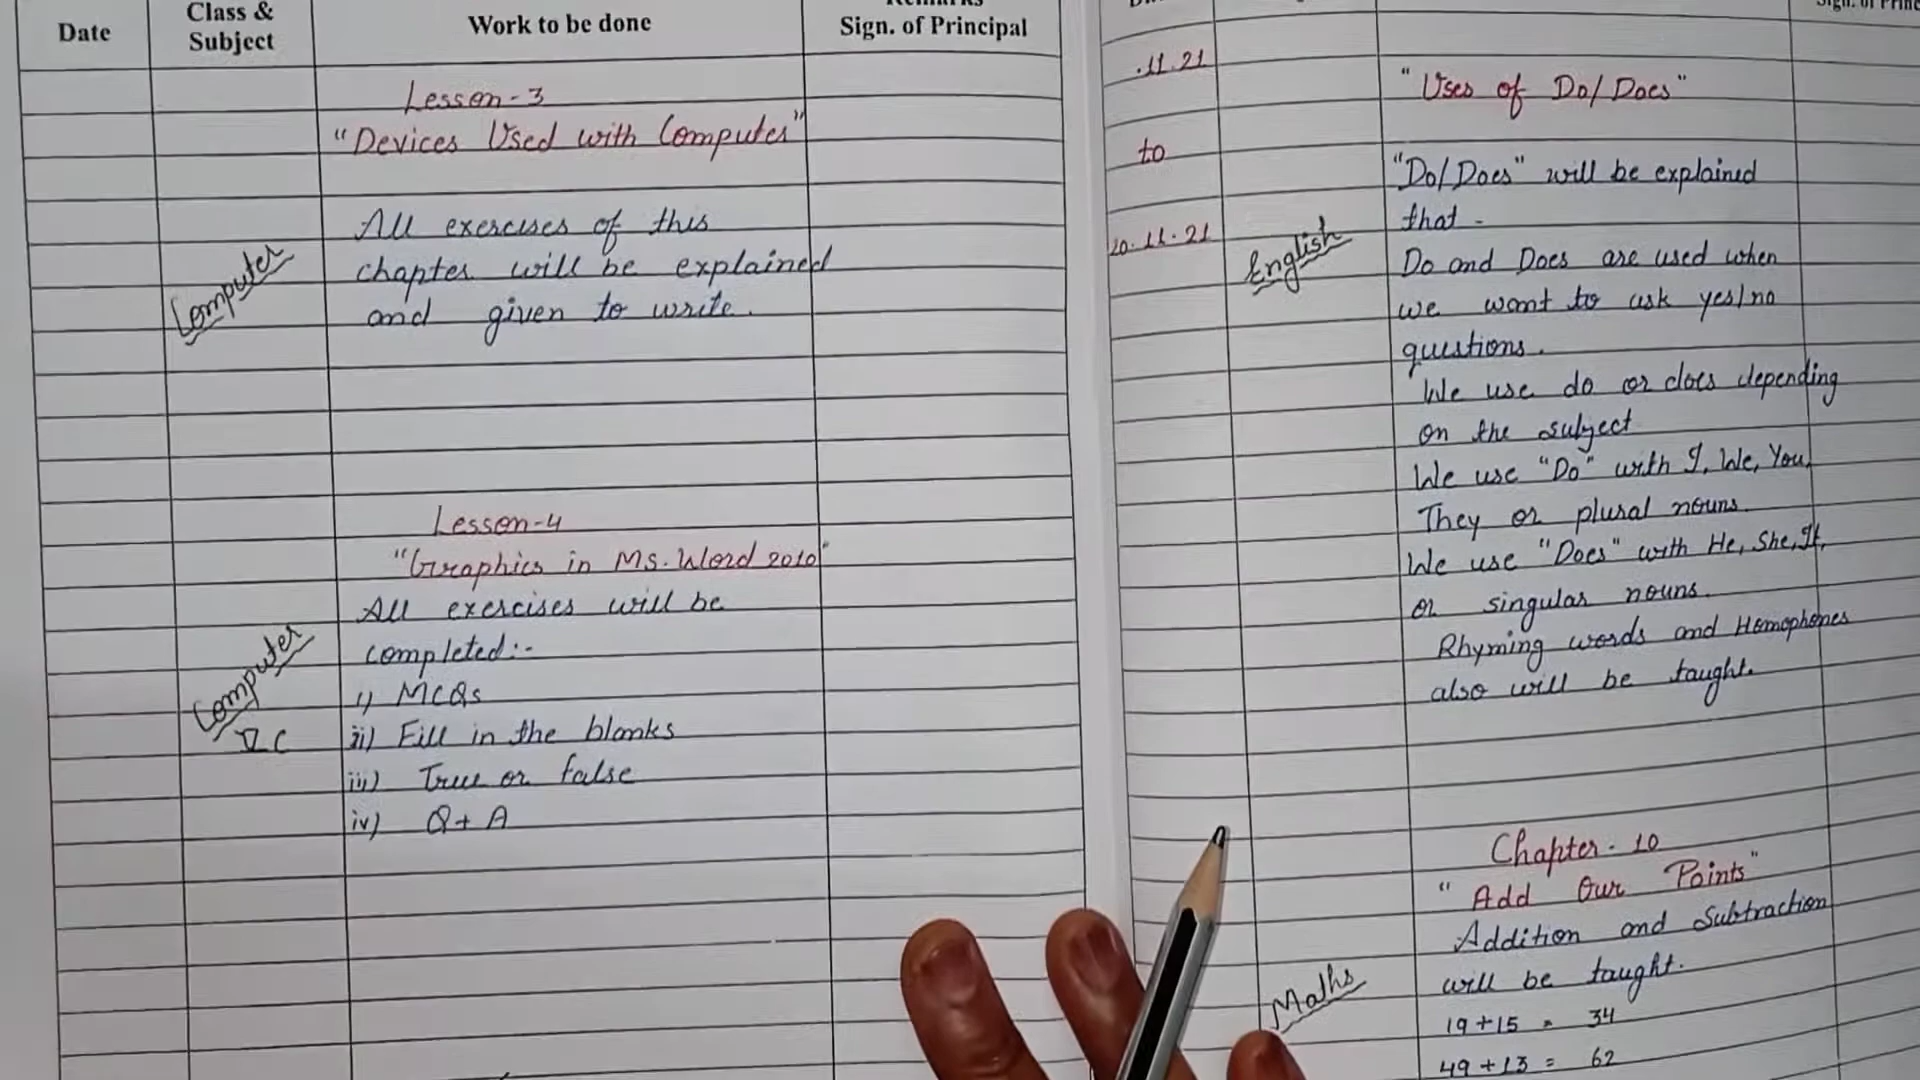 Date
Class &
Subject
Work to be done
Remarks
Sign. of Principal
Lesson-3
"Devices Used with Computer"
Computer
All exercises of this
chapter will be explained
and given to write.
Lesson-4
"Graphics in Ms. Word 2010"
Computer
V C
All exercises will be
completed:-
i) MCQs
ii) Fill in the blanks
iii) True or false
iv) Q+A
Sign. of Princ
.11.21
to
20.11.21
English
"Uses of Do/Does"
"Do/Does" will be explained
that -
Do and Does are used when
we want to ask yes/no
questions.
We use do or does depending
on the subject
We use "Do" with I, We, You,
They or plural nouns.
We use "Does" with He, She, It,
or singular nouns.
Rhyming words and Homophones
also will be taught.
Maths
Chapter-10
"Add Our Points"
Addition and Subtraction
will be taught.
19+15 = 34
49+13 = 62